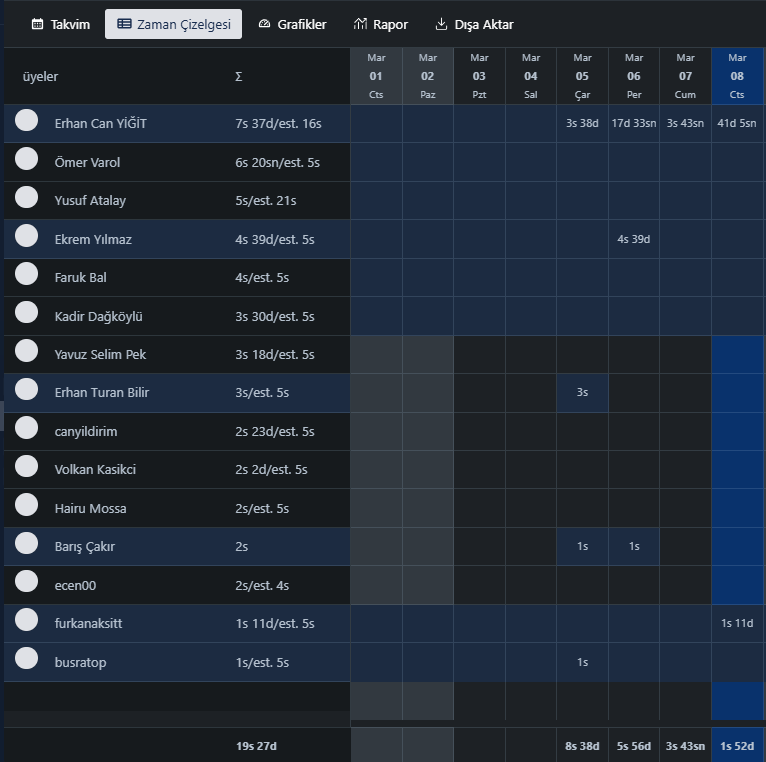 Takvim Zaman Çizelgesi Grafikler Rapor Dışa Aktar
üyeler Σ Mar 01 Cts Mar 02 Paz Mar 03 Pzt Mar 04 Sal Mar 05 Çar Mar 06 Per Mar 07 Cum Mar 08 Cts
Erhan Can YİĞİT 7s 37d/est. 16s 3s 38d 17d 33sn 3s 43sn 41d 5sn
Ömer Varol 6s 20sn/est. 5s
Yusuf Atalay 5s/est. 21s
Ekrem Yılmaz 4s 39d/est. 5s 4s 39d
Faruk Bal 4s/est. 5s
Kadir Dağköylü 3s 30d/est. 5s
Yavuz Selim Pek 3s 18d/est. 5s
Erhan Turan Bilir 3s/est. 5s 3s
canyildirim 2s 23d/est. 5s
Volkan Kasikci 2s 2d/est. 5s
Hairu Mossa 2s/est. 5s
Barış Çakır 2s 1s 1s
ecen00 2s/est. 4s
furkanaksitt 1s 11d/est. 5s 1s 11d
busratop 1s/est. 5s 1s
19s 27d 8s 38d 5s 56d 3s 43sn 1s 52d